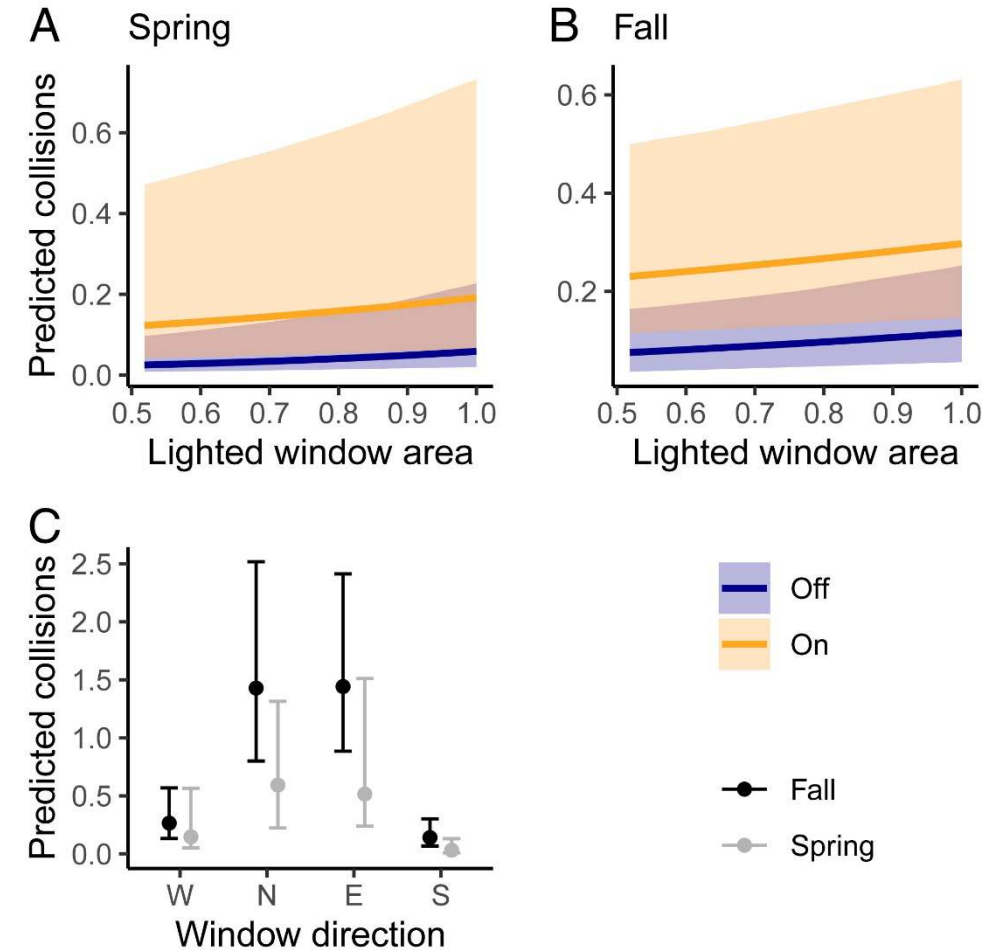 A Spring
Predicted collisions
0.6
0.4
0.2
0.0
0.5 0.6 0.7 0.8 0.9 1.0
Lighted window area
B Fall
0.6
0.4
0.2
0.5 0.6 0.7 0.8 0.9 1.0
Lighted window area
C
Predicted collisions
2.5
2.0
1.5
1.0
0.5
0.0
W N E S
Window direction
Off
On
Fall
Spring